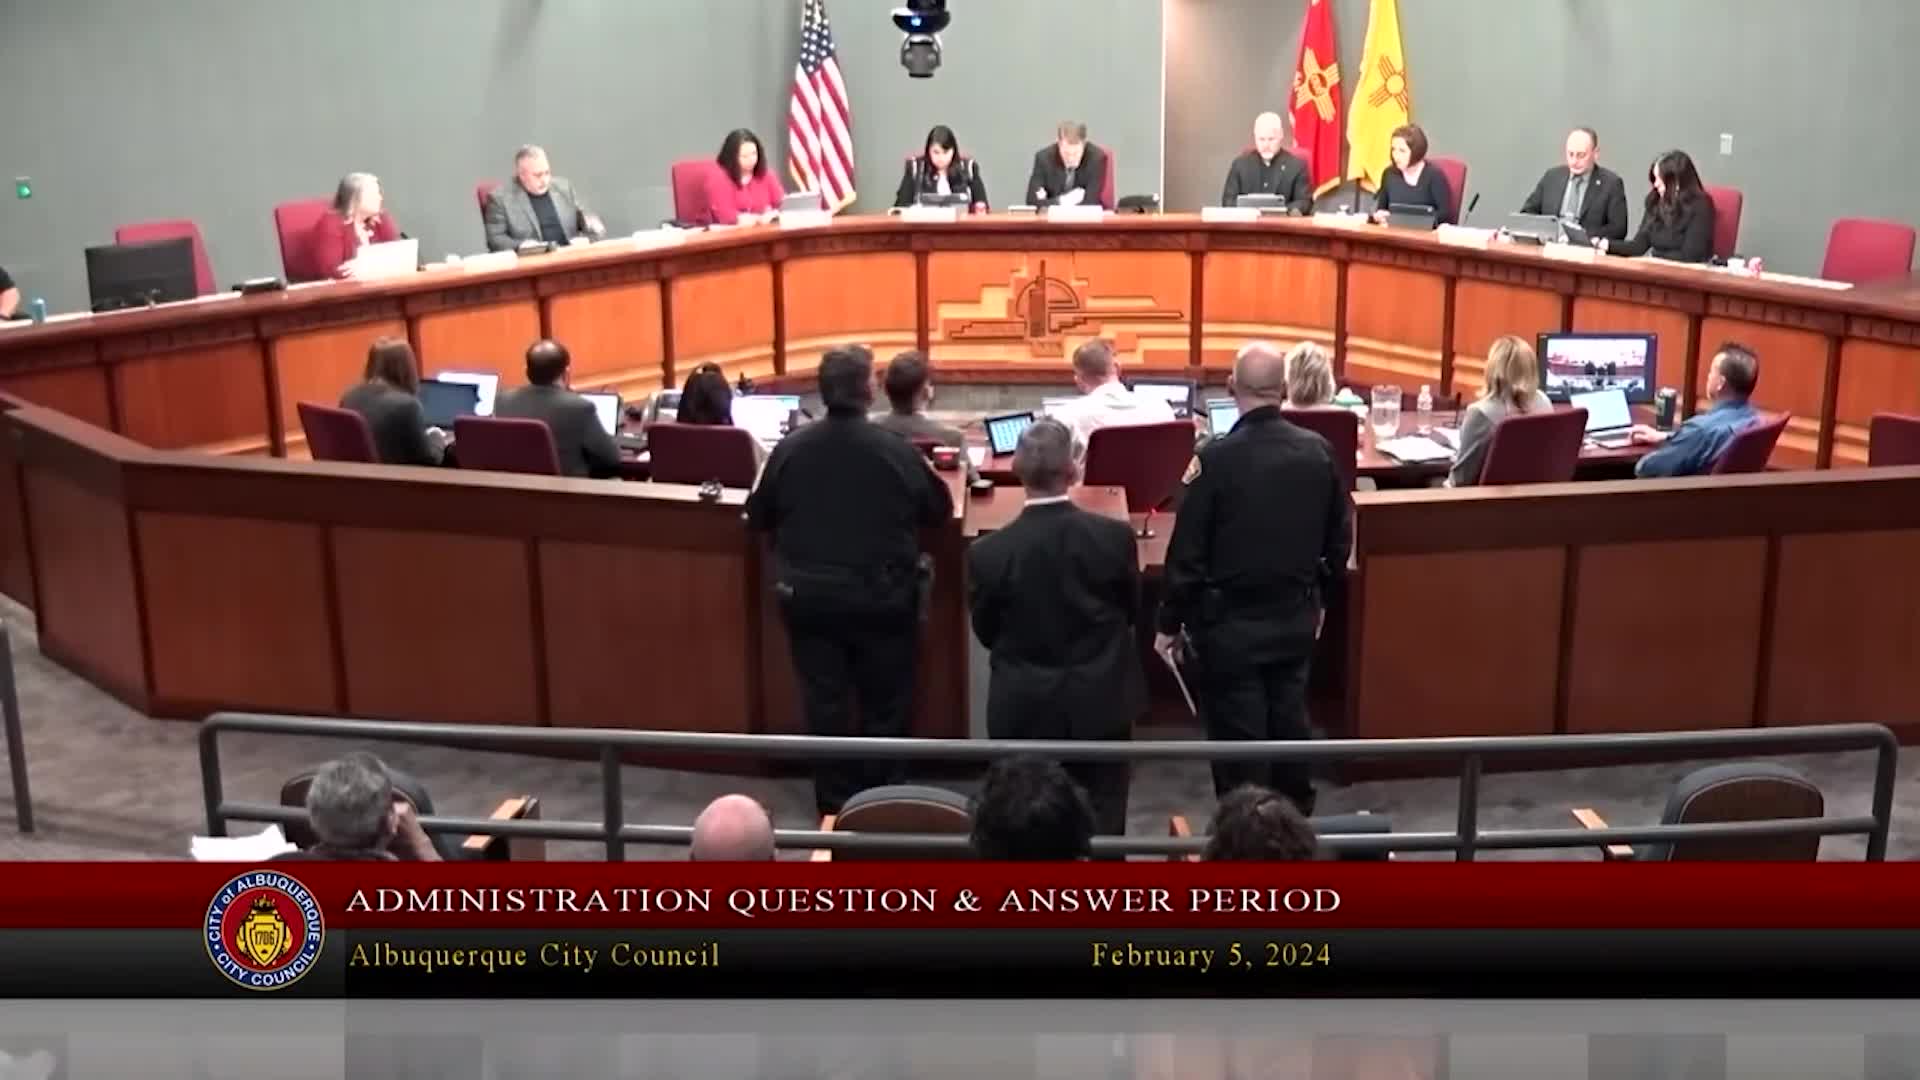 ADMINISTRATION QUESTION & ANSWER PERIOD
Albuquerque City Council
February 5, 2024
CITY of ALBUQUERQUE
1706
CITY COUNCIL